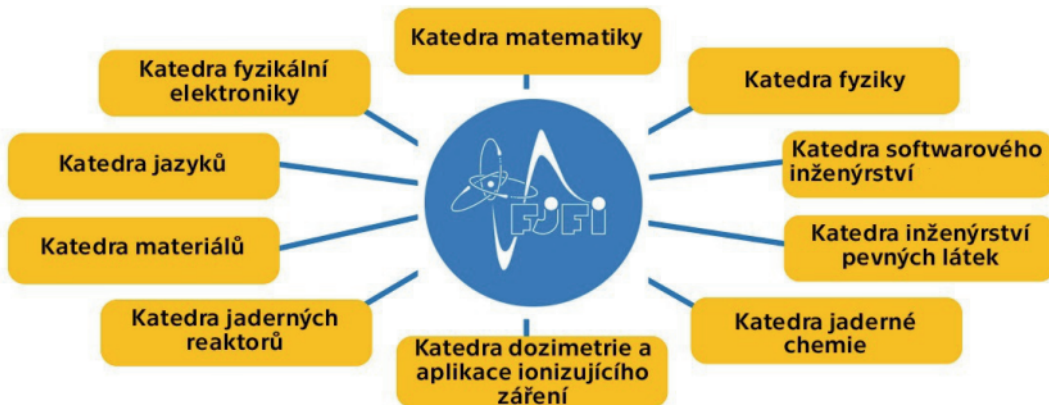 Katedra matematiky
Katedra fyzikální
elektroniky
Katedra fyziky
Katedra jazyků
Katedra softwarového
inženýrství
FJFI
Katedra materiálů
Katedra inženýrství
pevných látek
Katedra jaderných
reaktorů
Katedra jaderné
chemie
Katedra dozimetrie a
aplikace ionizujícího
záření